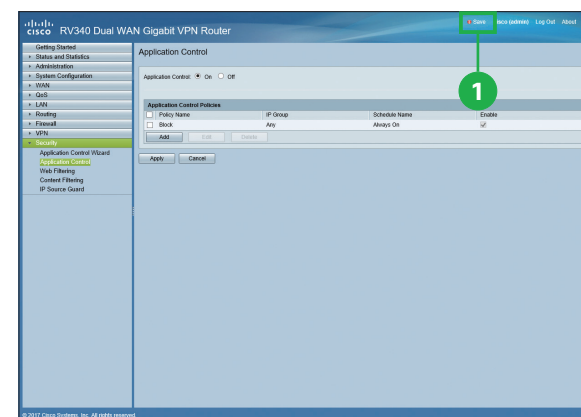 Save
cisco (admin) Log Out About
CISCO RV340 Dual WAN Gigabit VPN Router
1
Getting Started
Status and Statistics
Administration
System Configuration
WAN
QoS
LAN
Routing
Firewall
VPN
Security
Application Control Wizard
Application Control
Web Filtering
Content Filtering
IP Source Guard
Application Control
Application Control: On Off
Application Control Policies
Policy Name IP Group Schedule Name Enable
Block Any Always On
Add Edit Delete
Apply Cancel
© 2017 Cisco Systems, Inc. All rights reserved.